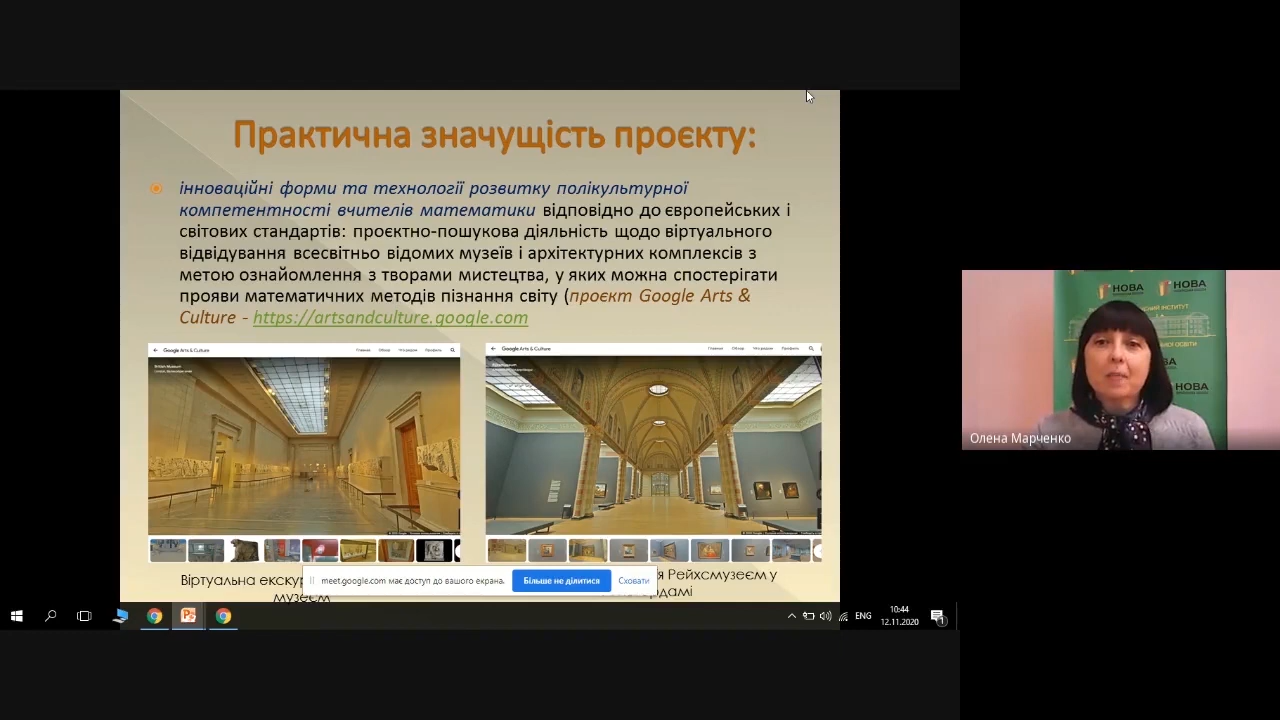 Практична значущість проєкту:
інноваційні форми та технології розвитку полікультурної
компетентності вчителів математики відповідно до європейських і
світових стандартів: проєктно-пошукова діяльність щодо віртуального
відвідування всесвітньо відомих музеїв і архітектурних комплексів з
метою ознайомлення з творами мистецтва, у яких можна спостерігати
прояви математичних методів пізнання світу (проєкт Google Arts &
Culture - https://artsandculture.google.com
Google Arts & Culture
Google Arts & Culture
British Museum
Віртуальна екскур
музеєм
я Рейхсмузеєм у
meet.google.com має доступ до вашого екрана.
Більше не ділитися
Сховати
ENG
10:44
12.11.2020
1
НОВА
НОВА
НОВА
Олена Марченко